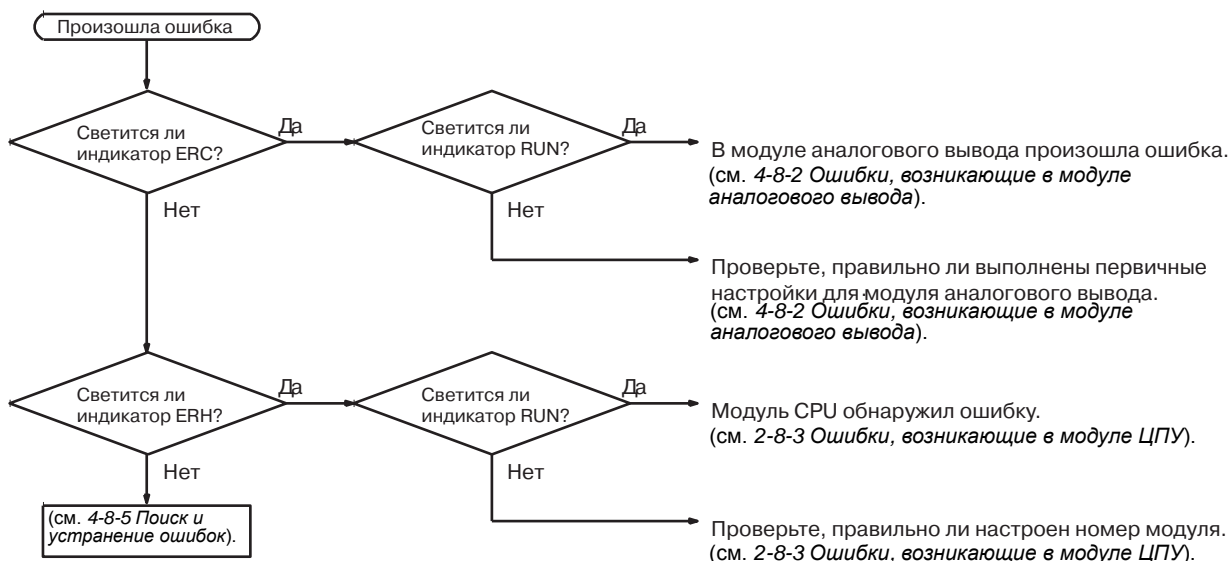 Произошла ошибка
Светится ли
индикатор ERC?
Да
Светится ли
индикатор RUN?
Да
В модуле аналогового вывода произошла ошибка.
(см. 4-8-2 Ошибки, возникающие в модуле
аналогового вывода).
Нет
Нет
Проверьте, правильно ли выполнены первичные
настройки для модуля аналогового вывода.
(см. 4-8-2 Ошибки, возникающие в модуле
аналогового вывода).
Светится ли
индикатор ERH?
Да
Светится ли
индикатор RUN?
Да
Модуль CPU обнаружил ошибку.
(см. 2-8-3 Ошибки, возникающие в модуле ЦПУ).
Нет
Нет
(см. 4-8-5 Поиск и
устранение ошибок).
Проверьте, правильно ли настроен номер модуля.
(см. 2-8-3 Ошибки, возникающие в модуле ЦПУ).